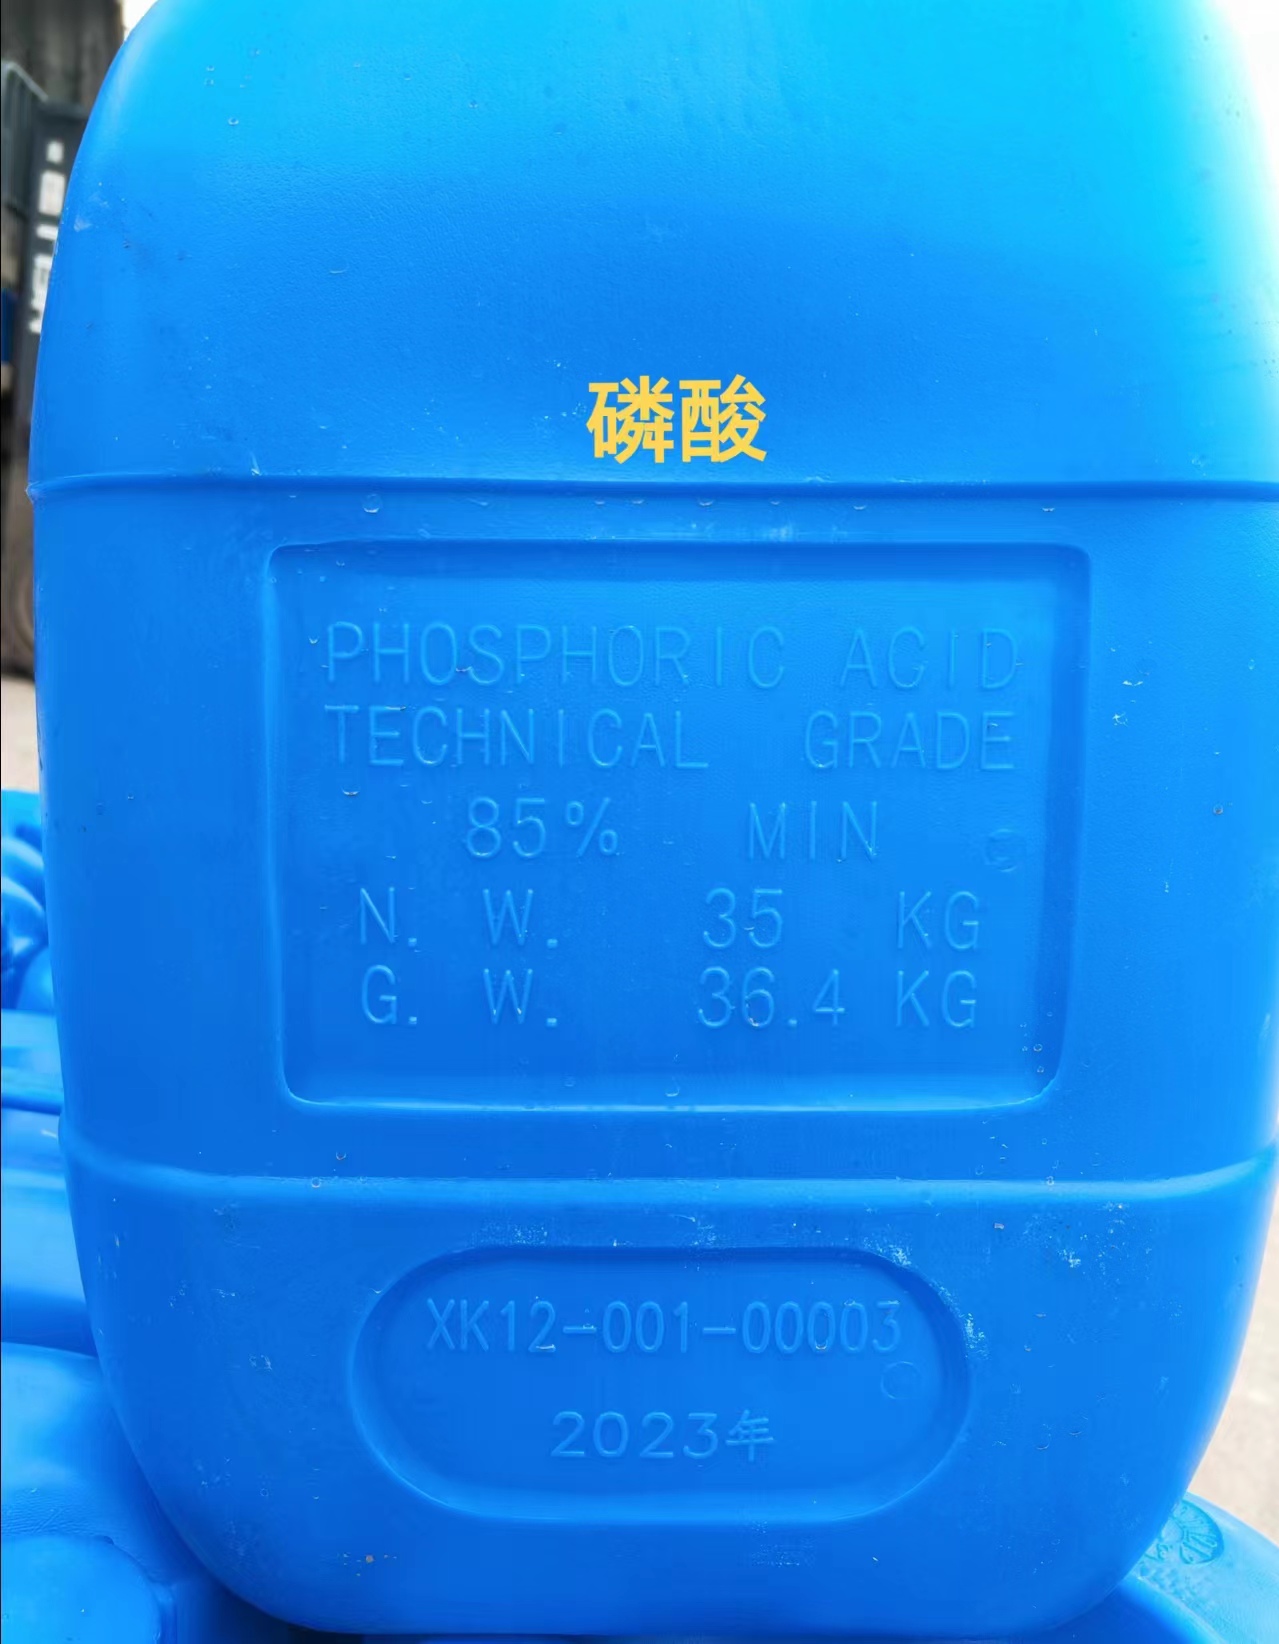 磷酸
PHOSPHORIC ACID
TECHNICAL GRADE
85% MIN
N. W. 35 KG
G. W. 36.4 KG
XK12-001-00003
2023年